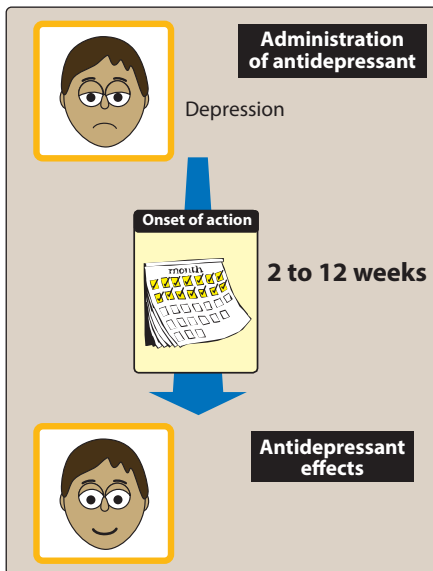 Administration
of antidepressant
Depression
Onset of action
month
2 to 12 weeks
Antidepressant
effects